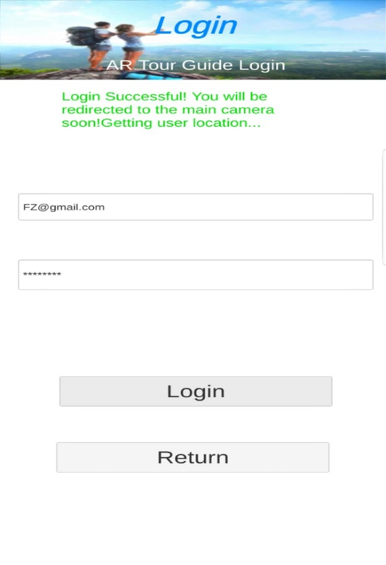 Login
AR Tour Guide Login
Login Successful! You will be
redirected to the main camera
soon!Getting user location...
FZ@gmail.com
********
Login
Return